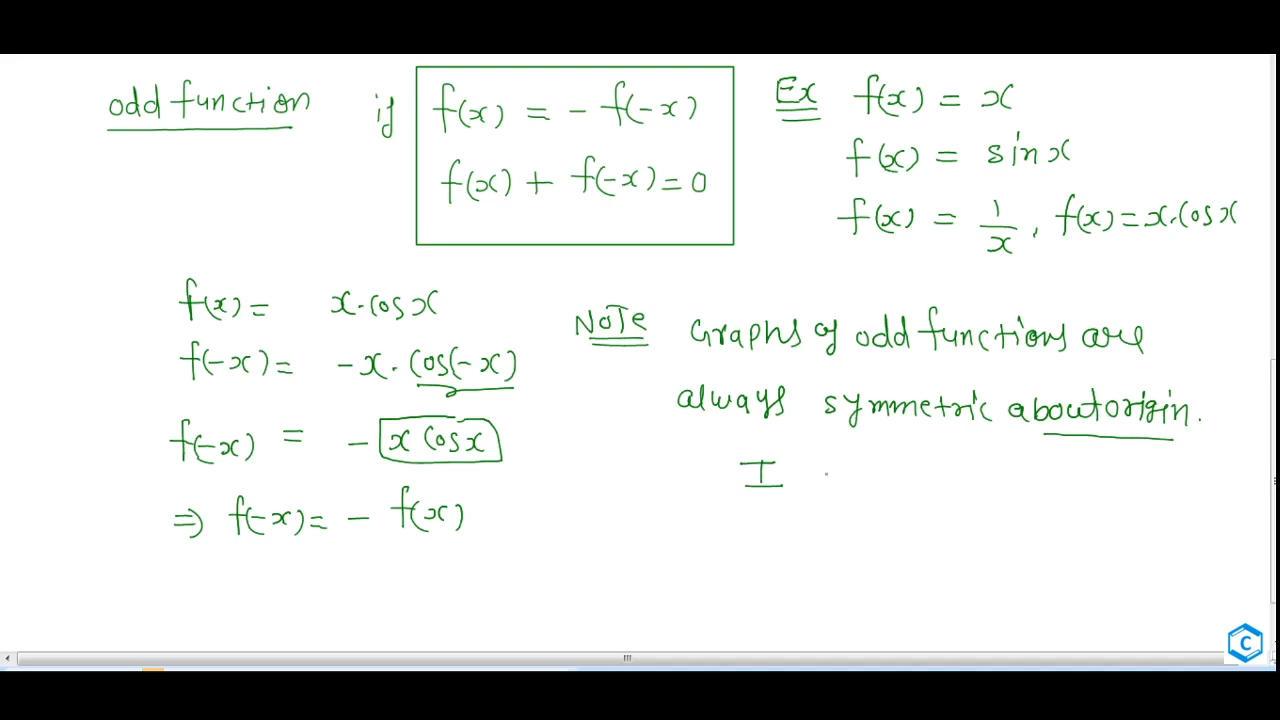 odd function if f(x) = - f(-x)
f(x) + f(-x) = 0
Ex f(x) = x
f(x) = sin x
f(x) = 1/x, f(x) = x.Cos x
f(x) = x.Cos x
f(-x) = -x. Cos(-x)
f(-x) = - x Cos x
⇒ f(-x) = - f(x)
NOTE Graphs of odd functions are
always symmetric about origin.
I
C